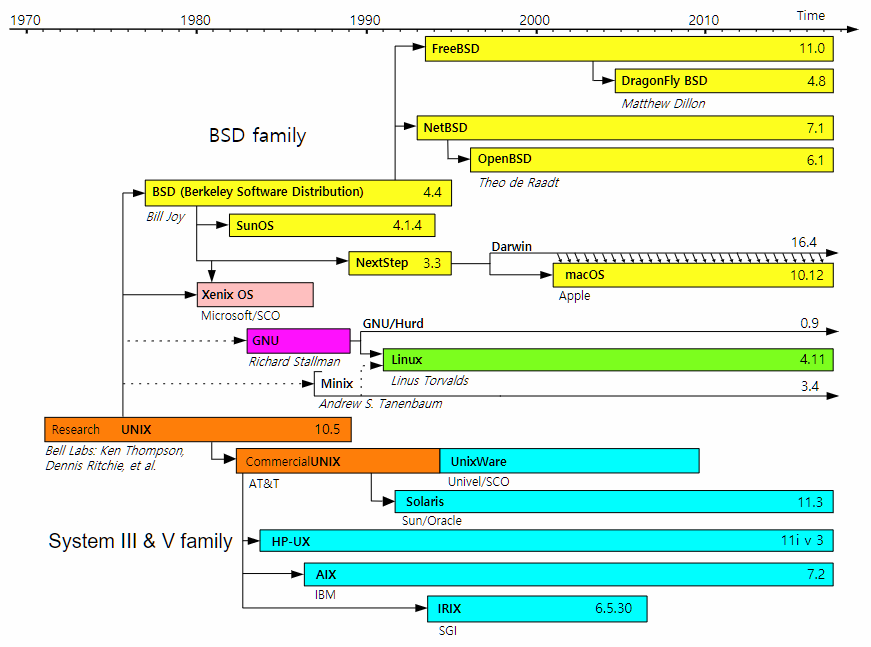 1970 1980 1990 2000 2010 Time
FreeBSD 11.0
DragonFly BSD 4.8
Matthew Dillon
BSD family
NetBSD 7.1
OpenBSD 6.1
Theo de Raadt
BSD (Berkeley Software Distribution) 4.4
Bill Joy
SunOS 4.1.4
Darwin 16.4
NextStep 3.3
macOS 10.12
Apple
Xenix OS
Microsoft/SCO
GNU/Hurd 0.9
GNU
Richard Stallman
Linux 4.11
Linus Torvalds
Minix 3.4
Andrew S. Tanenbaum
Research UNIX 10.5
Bell Labs: Ken Thompson,
Dennis Ritchie, et al.
CommercialUNIX UnixWare
AT&T Univel/SCO
Solaris 11.3
Sun/Oracle
System III & V family
HP-UX 11i v 3
AIX 7.2
IBM
IRIX 6.5.30
SGI